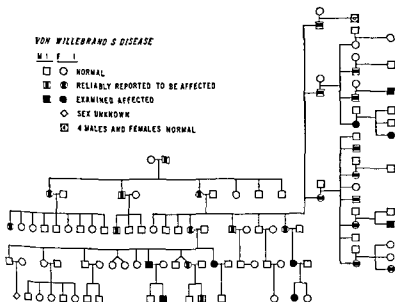 VON WILLEBRAND S DISEASE
M F
NORMAL
RELIABLY REPORTED TO BE AFFECTED
EXAMINED AFFECTED
SEX UNKNOWN
4 MALES AND FEMALES NORMAL